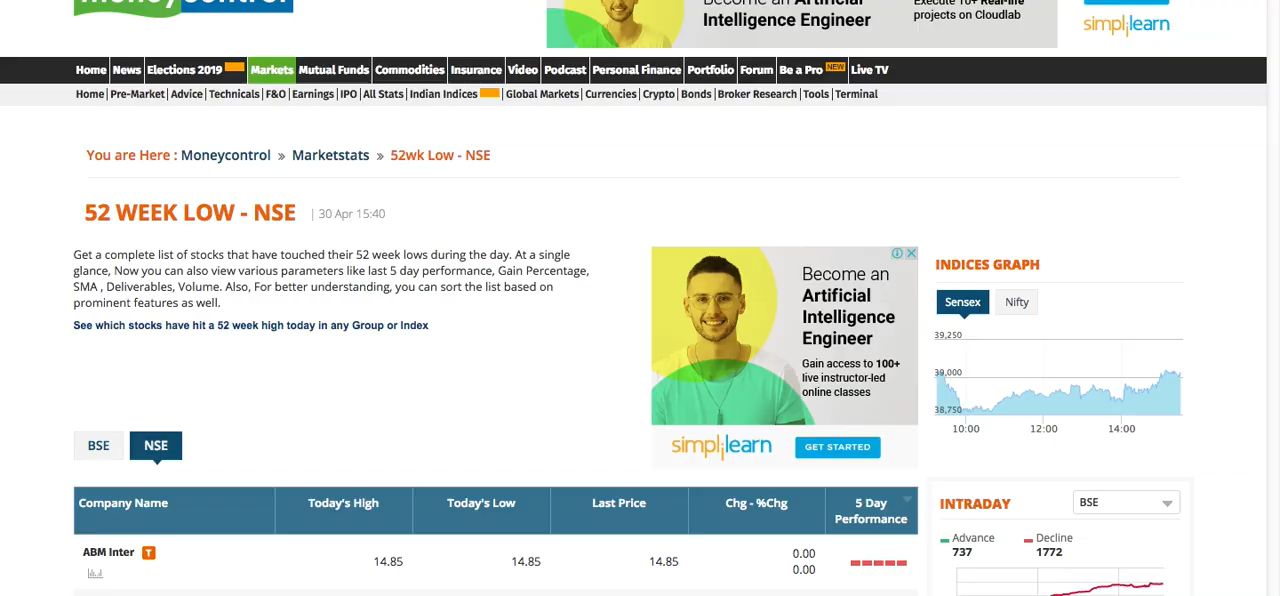 Artificial
Intelligence Engineer
projects on Cloudlab
simplilearn
Home News Elections 2019 Markets Mutual Funds Commodities Insurance Video Podcast Personal Finance Portfolio Forum Be a Pro NEW Live TV
Home Pre-Market Advice Technicals F&O Earnings IPO All Stats Indian Indices Global Markets Currencies Crypto Bonds Broker Research Tools Terminal
You are Here : Moneycontrol » Marketstats » 52wk Low - NSE
52 WEEK LOW - NSE | 30 Apr 15:40
Get a complete list of stocks that have touched their 52 week lows during the day. At a single
glance, Now you can also view various parameters like last 5 day performance, Gain Percentage,
SMA , Deliverables, Volume. Also, For better understanding, you can sort the list based on
prominent features as well.
See which stocks have hit a 52 week high today in any Group or Index
Become an
Artificial
Intelligence
Engineer
Gain access to 100+
live instructor-led
online classes
simplilearn
GET STARTED
INDICES GRAPH
Sensex Nifty
39,250
39,000
38,750
10:00 12:00 14:00
BSE NSE
Company Name Today's High Today's Low Last Price Chg - %Chg 5 Day
Performance
ABM Inter T 14.85 14.85 14.85 0.00
0.00
INTRADAY BSE
Advance Decline
737 1772